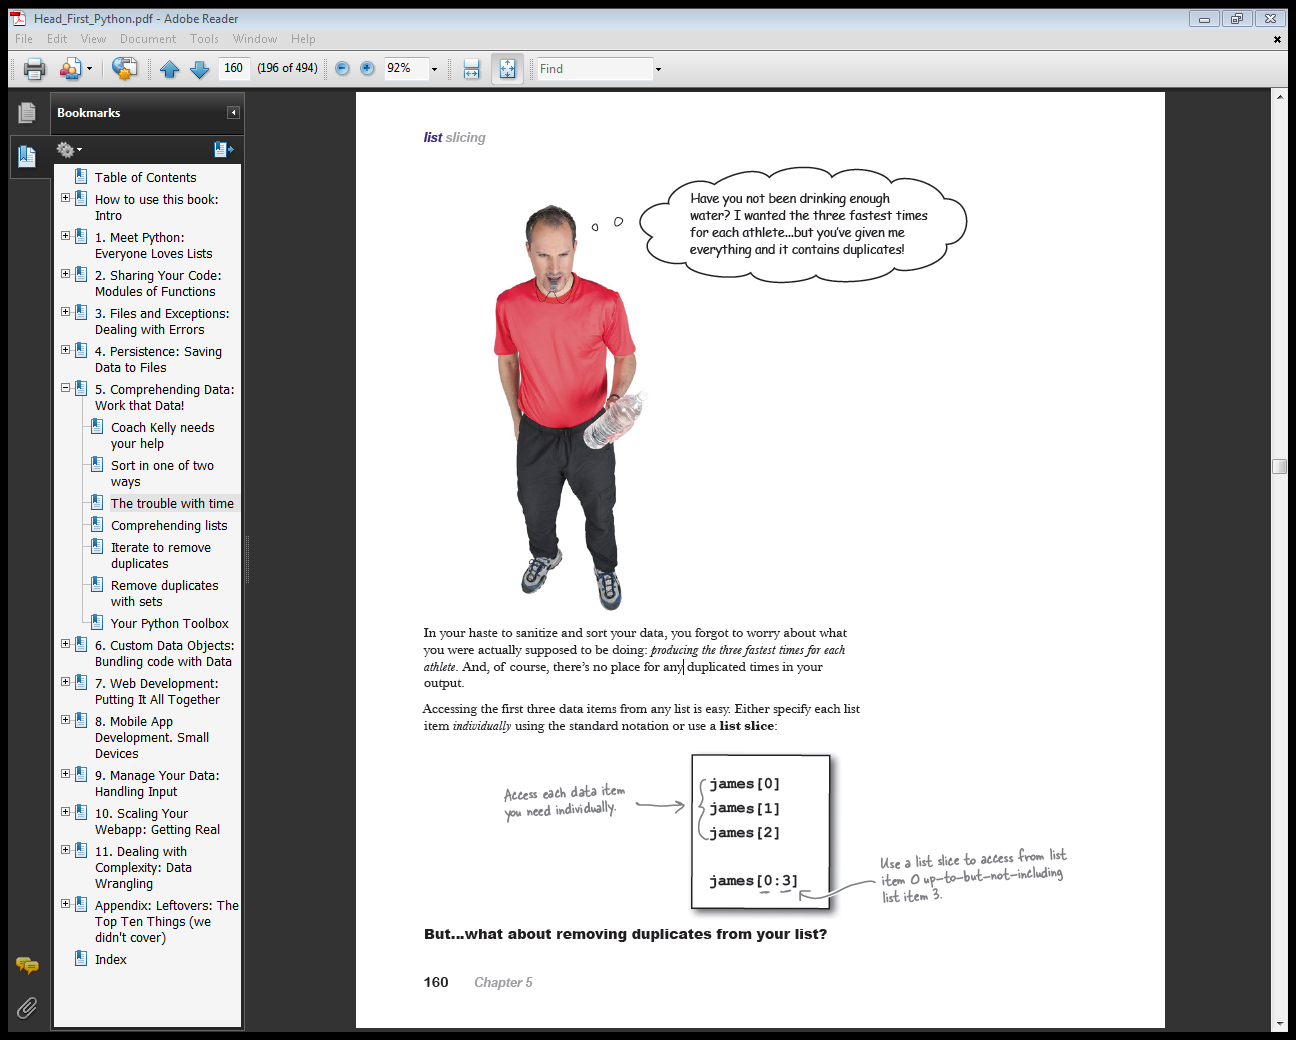 Head_First_Python.pdf - Adobe Reader
File Edit View Document Tools Window Help
160 (196 of 494) 92% Find
Bookmarks
Table of Contents
How to use this book:
Intro
1. Meet Python:
Everyone Loves Lists
2. Sharing Your Code:
Modules of Functions
3. Files and Exceptions:
Dealing with Errors
4. Persistence: Saving
Data to Files
5. Comprehending Data:
Work that Data!
Coach Kelly needs
your help
Sort in one of two
ways
The trouble with time
Comprehending lists
Iterate to remove
duplicates
Remove duplicates
with sets
Your Python Toolbox
6. Custom Data Objects:
Bundling code with Data
7. Web Development:
Putting It All Together
8. Mobile App
Development. Small
Devices
9. Manage Your Data:
Handling Input
10. Scaling Your
Webapp: Getting Real
11. Dealing with
Complexity: Data
Wrangling
Appendix: Leftovers: The
Top Ten Things (we
didn't cover)
Index
list slicing
Have you not been drinking enough
water? I wanted the three fastest times
for each athlete...but you've given me
everything and it contains duplicates!
In your haste to sanitize and sort your data, you forgot to worry about what
you were actually supposed to be doing: producing the three fastest times for each
athlete. And, of course, there's no place for any duplicated times in your
output.
Accessing the first three data items from any list is easy. Either specify each list
item individually using the standard notation or use a list slice:
Access each data item
you need individually.
james[0]
james[1]
james[2]
james[0:3]
Use a list slice to access from list
item 0 up-to-but-not-including
list item 3.
But...what about removing duplicates from your list?
160 Chapter 5